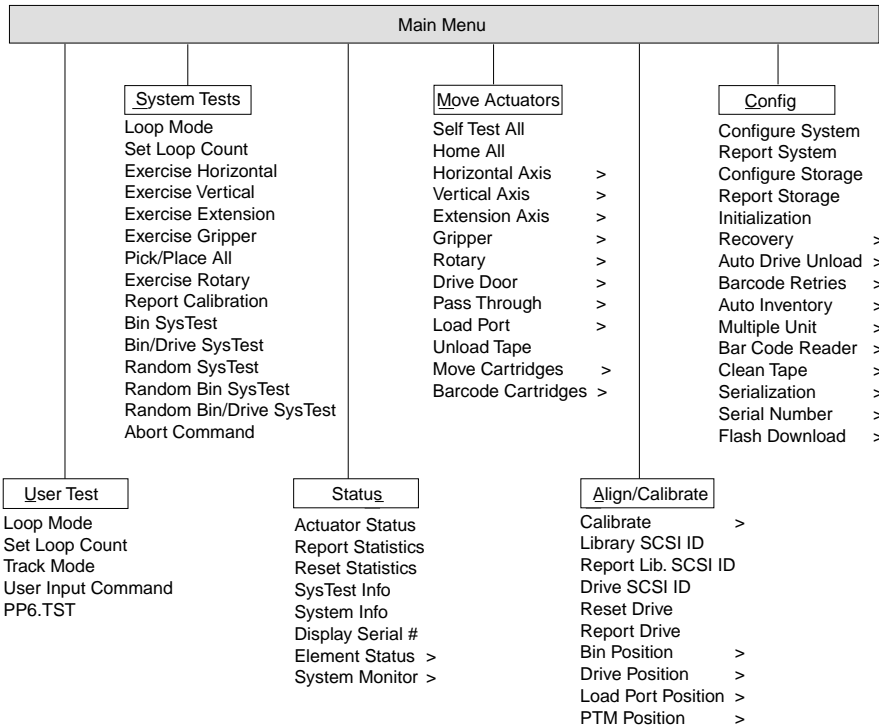 Main Menu
System Tests
Loop Mode
Set Loop Count
Exercise Horizontal
Exercise Vertical
Exercise Extension
Exercise Gripper
Pick/Place All
Exercise Rotary
Report Calibration
Bin SysTest
Bin/Drive SysTest
Random SysTest
Random Bin SysTest
Random Bin/Drive SysTest
Abort Command
Move Actuators
Self Test All
Home All
Horizontal Axis >
Vertical Axis >
Extension Axis >
Gripper >
Rotary >
Drive Door >
Pass Through >
Load Port >
Unload Tape
Move Cartridges >
Barcode Cartridges >
Config
Configure System
Report System
Configure Storage
Report Storage
Initialization
Recovery >
Auto Drive Unload >
Barcode Retries >
Auto Inventory >
Multiple Unit >
Bar Code Reader >
Clean Tape >
Serialization >
Serial Number >
Flash Download >
User Test
Loop Mode
Set Loop Count
Track Mode
User Input Command
PP6.TST
Status
Actuator Status
Report Statistics
Reset Statistics
SysTest Info
System Info
Display Serial #
Element Status >
System Monitor >
Align/Calibrate
Calibrate >
Library SCSI ID
Report Lib. SCSI ID
Drive SCSI ID
Reset Drive
Report Drive
Bin Position >
Drive Position >
Load Port Position >
PTM Position >